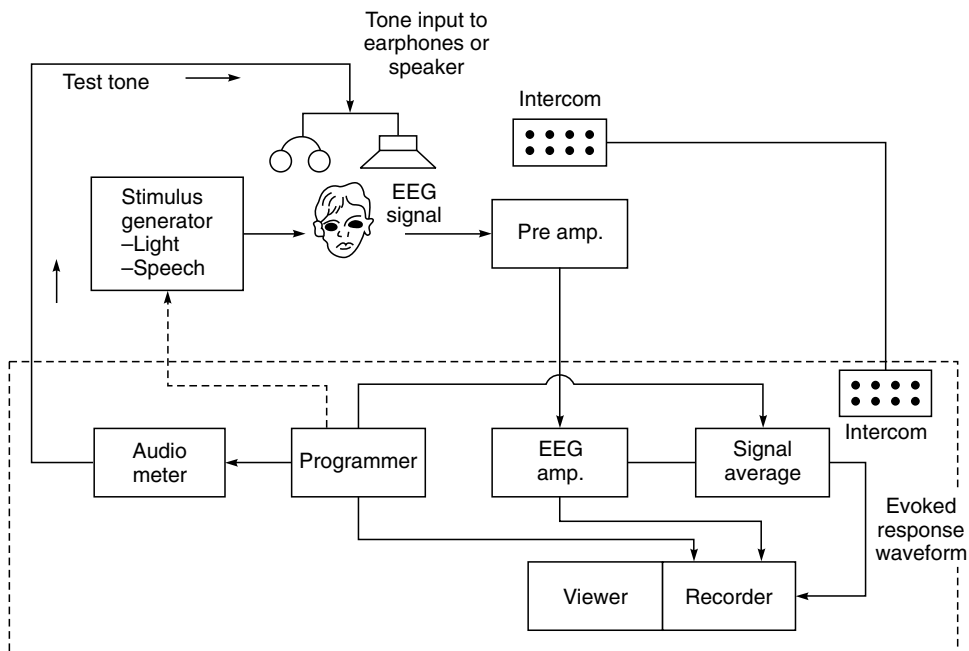 Tone input to
earphones or
speaker
Test tone
Intercom
Stimulus
generator
–Light
–Speech
EEG
signal
Pre amp.
Intercom
Audio
meter
Programmer
EEG
amp.
Signal
average
Evoked
response
waveform
Viewer
Recorder